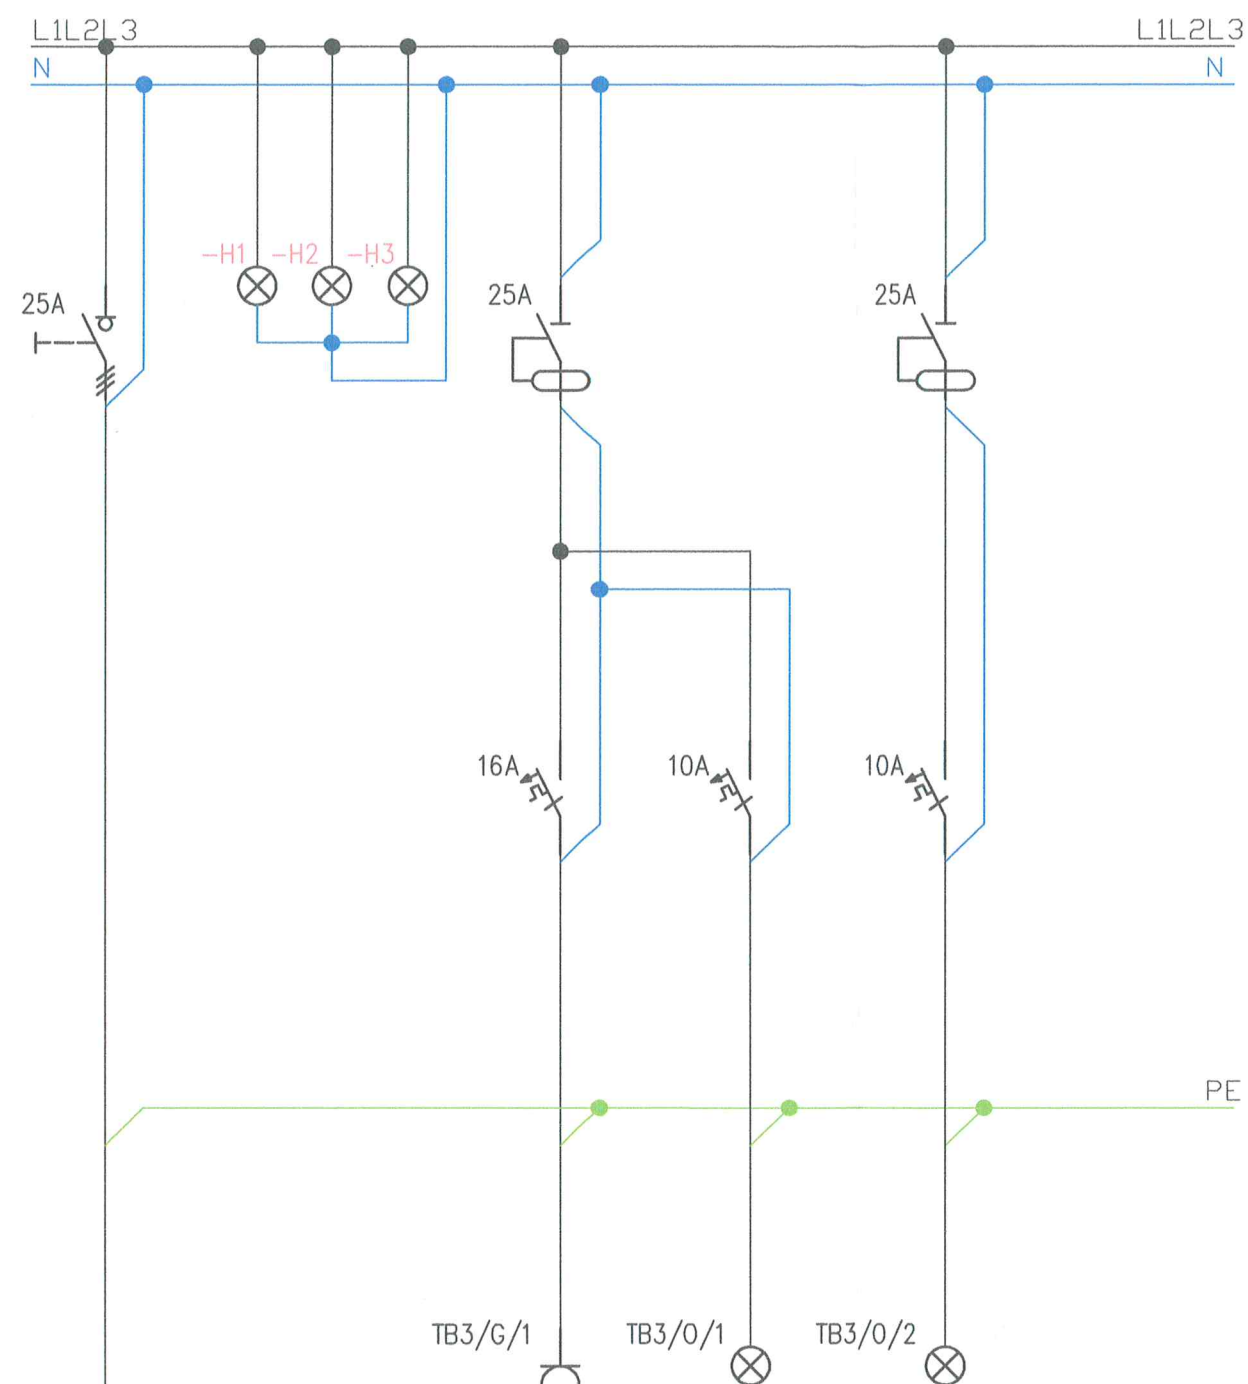 L1L2L3 L1L2L3
N N
-H1 -H2 -H3
25A 25A 25A
16A 10A 10A
PE
TB3/G/1 TB3/O/1 TB3/O/2